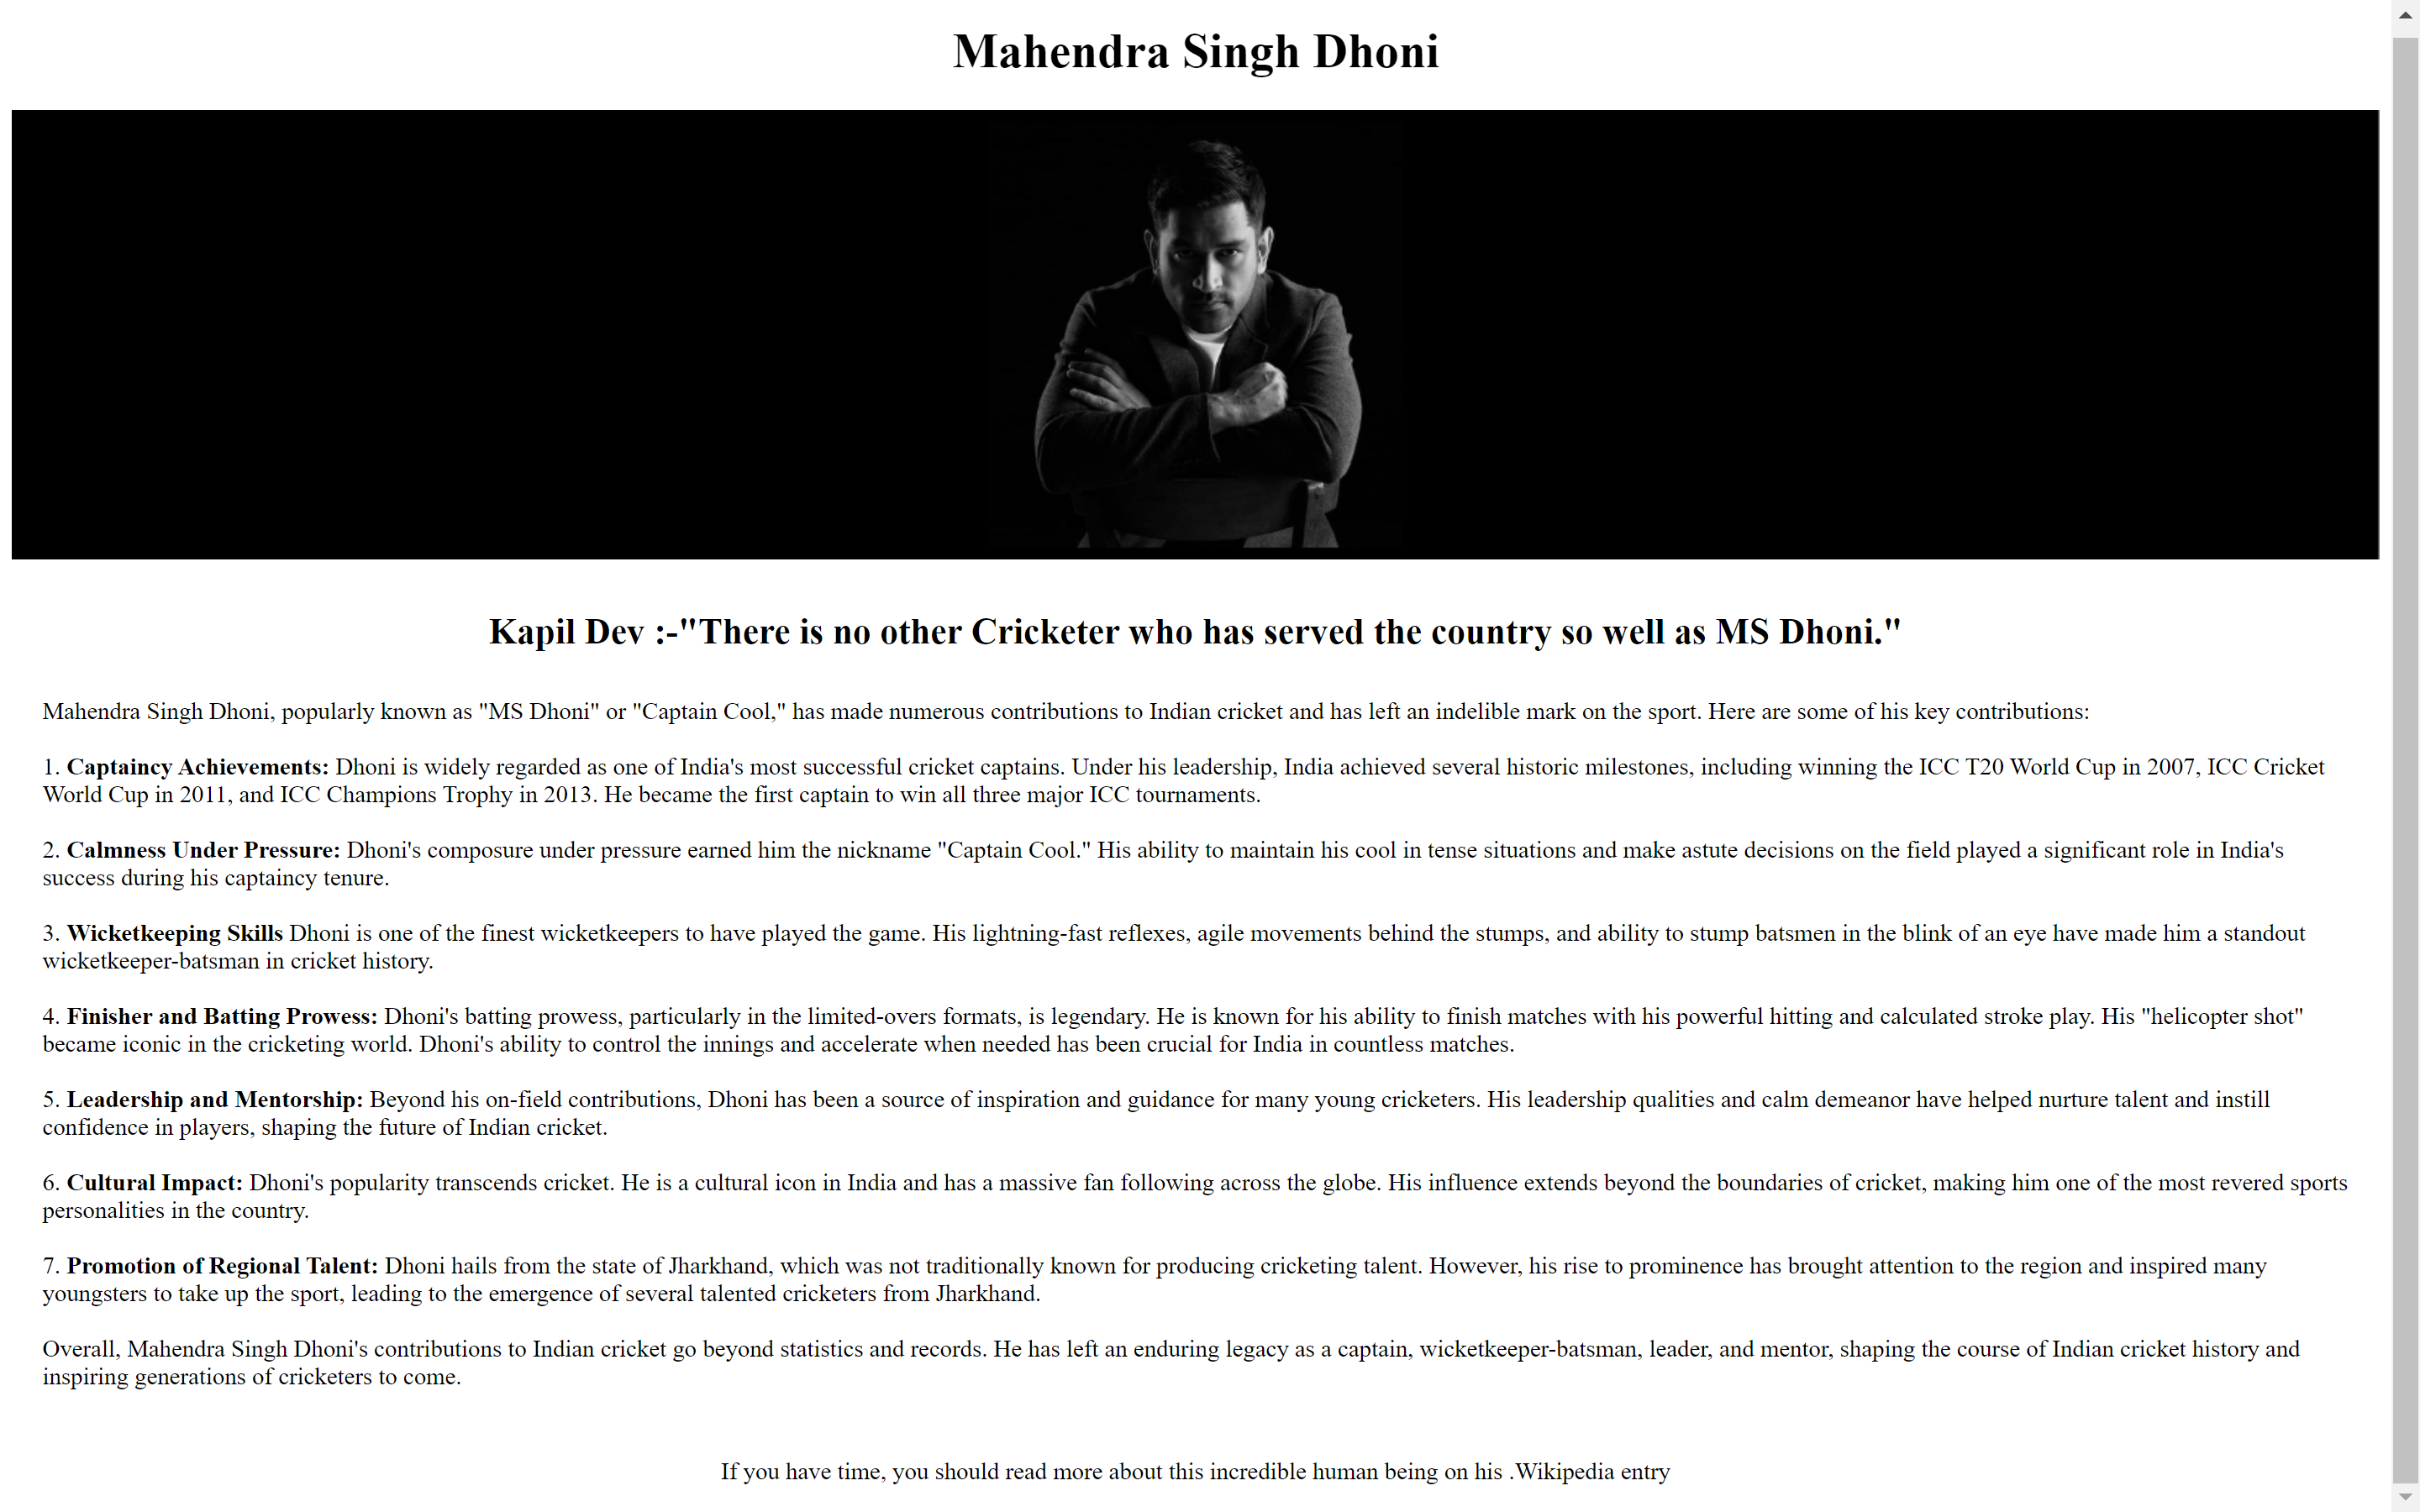 Mahendra Singh Dhoni
Kapil Dev :-"There is no other Cricketer who has served the country so well as MS Dhoni."
Mahendra Singh Dhoni, popularly known as "MS Dhoni" or "Captain Cool," has made numerous contributions to Indian cricket and has left an indelible mark on the sport. Here are some of his key contributions:
1. Captaincy Achievements: Dhoni is widely regarded as one of India's most successful cricket captains. Under his leadership, India achieved several historic milestones, including winning the ICC T20 World Cup in 2007, ICC Cricket
World Cup in 2011, and ICC Champions Trophy in 2013. He became the first captain to win all three major ICC tournaments.
2. Calmness Under Pressure: Dhoni's composure under pressure earned him the nickname "Captain Cool." His ability to maintain his cool in tense situations and make astute decisions on the field played a significant role in India's
success during his captaincy tenure.
3. Wicketkeeping Skills Dhoni is one of the finest wicketkeepers to have played the game. His lightning-fast reflexes, agile movements behind the stumps, and ability to stump batsmen in the blink of an eye have made him a standout
wicketkeeper-batsman in cricket history.
4. Finisher and Batting Prowess: Dhoni's batting prowess, particularly in the limited-overs formats, is legendary. He is known for his ability to finish matches with his powerful hitting and calculated stroke play. His "helicopter shot"
became iconic in the cricketing world. Dhoni's ability to control the innings and accelerate when needed has been crucial for India in countless matches.
5. Leadership and Mentorship: Beyond his on-field contributions, Dhoni has been a source of inspiration and guidance for many young cricketers. His leadership qualities and calm demeanor have helped nurture talent and instill
confidence in players, shaping the future of Indian cricket.
6. Cultural Impact: Dhoni's popularity transcends cricket. He is a cultural icon in India and has a massive fan following across the globe. His influence extends beyond the boundaries of cricket, making him one of the most revered sports
personalities in the country.
7. Promotion of Regional Talent: Dhoni hails from the state of Jharkhand, which was not traditionally known for producing cricketing talent. However, his rise to prominence has brought attention to the region and inspired many
youngsters to take up the sport, leading to the emergence of several talented cricketers from Jharkhand.
Overall, Mahendra Singh Dhoni's contributions to Indian cricket go beyond statistics and records. He has left an enduring legacy as a captain, wicketkeeper-batsman, leader, and mentor, shaping the course of Indian cricket history and
inspiring generations of cricketers to come.
If you have time, you should read more about this incredible human being on his .Wikipedia entry